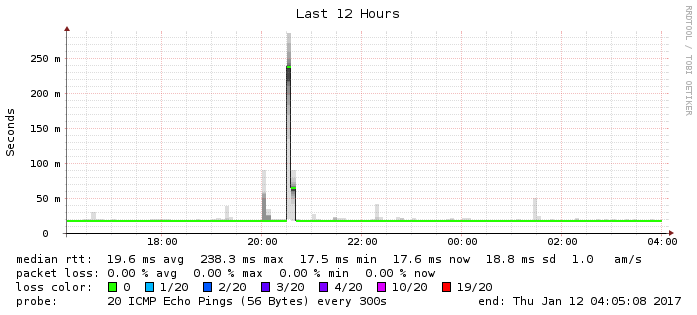 Last 12 Hours
RRDTOOL / TOBI OETIKER
Seconds
250 m
200 m
150 m
100 m
50 m
0
18:00 20:00 22:00 00:00 02:00 04:00
median rtt: 19.6 ms avg 238.3 ms max 17.5 ms min 17.6 ms now 18.8 ms sd 1.0 am/s
packet loss: 0.00 % avg 0.00 % max 0.00 % min 0.00 % now
loss color: 0 1/20 2/20 3/20 4/20 10/20 19/20
probe: 20 ICMP Echo Pings (56 Bytes) every 300s end: Thu Jan 12 04:05:08 2017